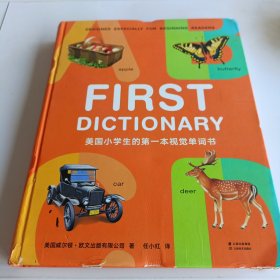 DESIGNED ESPECIALLY FOR BEGINNING READERS
apple
butterfly
FIRST
DICTIONARY
美国小学生的第一本视觉单词书
car
deer
美国威尔顿·欧文出版有限公司 著 任小红 译